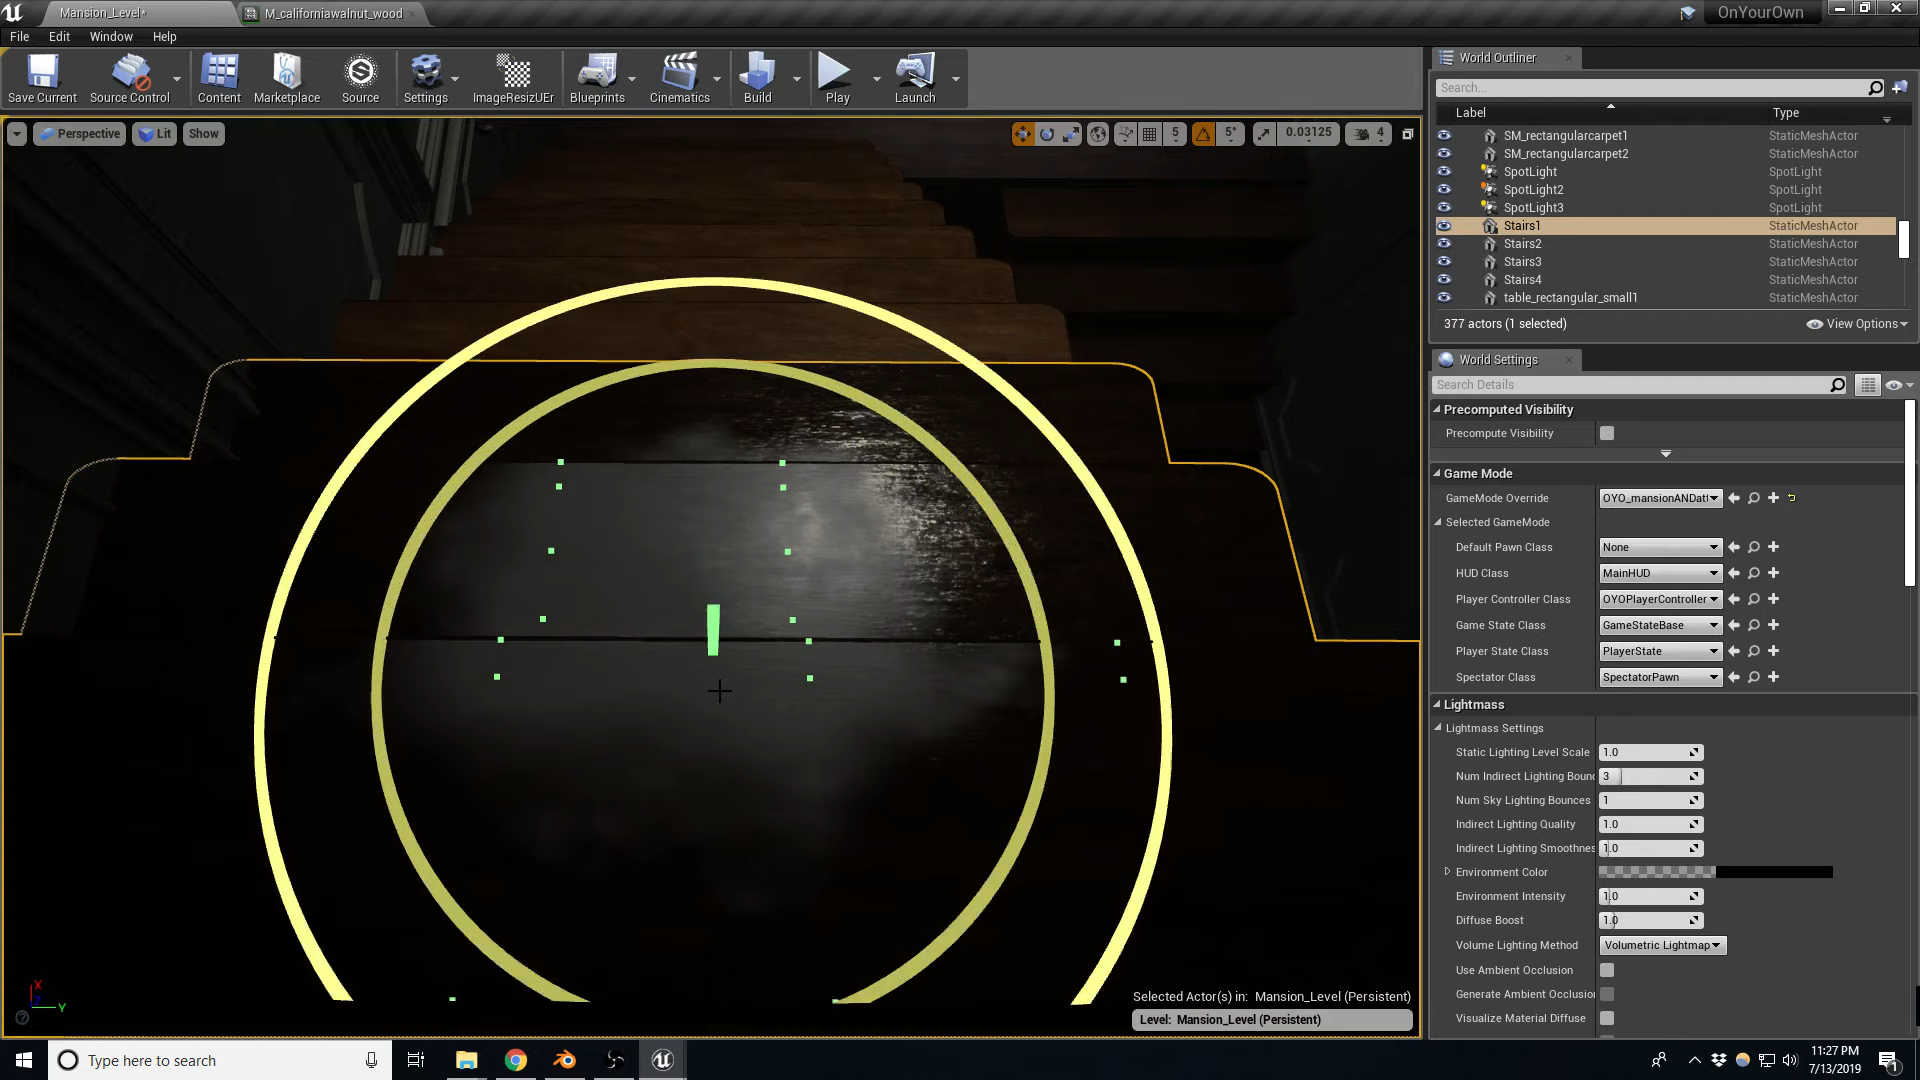 Mansion_Level*
M_californiawalnut_wood
OnYourOwn
File Edit Window Help
Save Current
Source Control
Content
Marketplace
Source
Settings
ImageResizUEr
Blueprints
Cinematics
Build
Play
Launch
Perspective
Lit
Show
5
5°
0.03125
4
World Outliner
Search...
Label Type
SM_rectangularcarpet1 StaticMeshActor
SM_rectangularcarpet2 StaticMeshActor
SpotLight SpotLight
SpotLight2 SpotLight
SpotLight3 SpotLight
Stairs1 StaticMeshActor
Stairs2 StaticMeshActor
Stairs3 StaticMeshActor
Stairs4 StaticMeshActor
table_rectangular_small1 StaticMeshActor
377 actors (1 selected)
View Options
World Settings
Search Details
Precomputed Visibility
Precompute Visibility
Game Mode
GameMode Override OYO_mansionANDatt
Selected GameMode
Default Pawn Class None
HUD Class MainHUD
Player Controller Class OYOPlayerController
Game State Class GameStateBase
Player State Class PlayerState
Spectator Class SpectatorPawn
Lightmass
Lightmass Settings
Static Lighting Level Scale 1.0
Num Indirect Lighting Bounc 3
Num Sky Lighting Bounces 1
Indirect Lighting Quality 1.0
Indirect Lighting Smoothnes 1.0
Environment Color
Environment Intensity 1.0
Diffuse Boost 1.0
Volume Lighting Method Volumetric Lightmap
Use Ambient Occlusion
Generate Ambient Occlusion
Visualize Material Diffuse
X
Z
Y
Selected Actor(s) in: Mansion_Level (Persistent)
Level: Mansion_Level (Persistent)
Type here to search
11:27 PM
7/13/2019
1